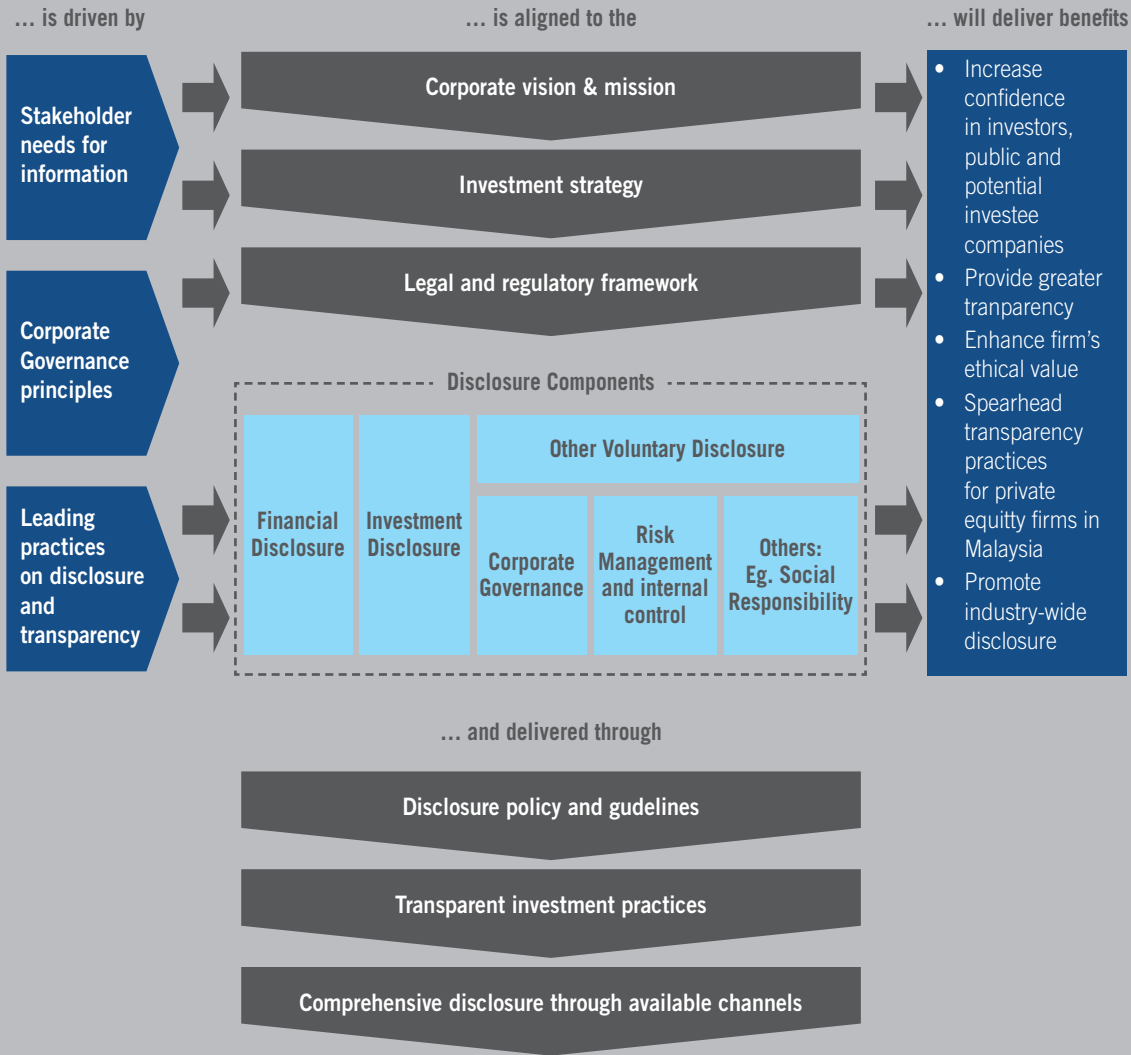 ... is driven by
... is aligned to the
... will deliver benefits
Stakeholder
needs for
information
Corporate
Governance
principles
Leading
practices
on disclosure
and
transparency
Corporate vision & mission
Investment strategy
Legal and regulatory framework
Disclosure Components
Financial
Disclosure
Investment
Disclosure
Other Voluntary Disclosure
Corporate
Governance
Risk
Management
and internal
control
Others:
Eg. Social
Responsibility
• Increase
confidence
in investors,
public and
potential
investee
companies
• Provide greater
tranparency
• Enhance firm's
ethical value
• Spearhead
transparency
practices
for private
equity firms in
Malaysia
• Promote
industry-wide
disclosure
... and delivered through
Disclosure policy and gudelines
Transparent investment practices
Comprehensive disclosure through available channels